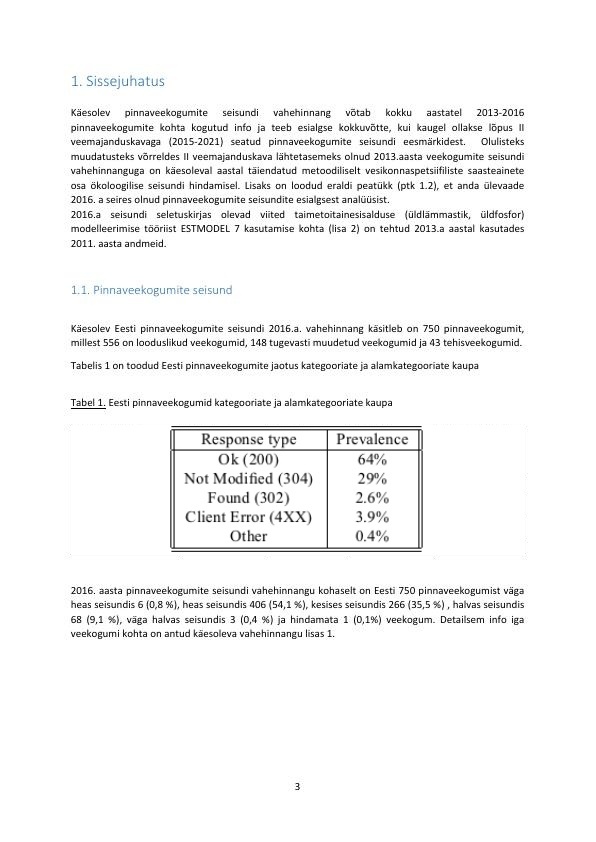 1. Sissejuhatus
Käesolev pinnaveekogumite seisundi vahehinnang võtab kokku aastatel 2013-2016
pinnaveekogumite kohta kogutud info ja teeb esialgse kokkuvõtte, kui kaugel ollakse lõpus II
veemajanduskavaga (2015-2021) seatud pinnaveekogumite seisundi eesmärkidest. Olulisteks
muudatusteks võrreldes II veemajanduskava lähtetasemeks olnud 2013.aasta veekogumite seisundi
vahehinnanguga on käesoleval aastal täiendatud metoodiliselt vesikonnaspetsiifiliste saasteainete
osa ökoloogilise seisundi hindamisel. Lisaks on loodud eraldi peatükk (ptk 1.2), et anda ülevaade
2016. a seires olnud pinnaveekogumite seisundite esialgsest analüüsist.
2016.a seisundi seletuskirjas olevad viited taimetoitainesisalduse (üldlämmastik, üldfosfor)
modelleerimise tööriist ESTMODEL 7 kasutamise kohta (lisa 2) on tehtud 2013.a aastal kasutades
2011. aasta andmeid.
1.1. Pinnaveekogumite seisund
Käesolev Eesti pinnaveekogumite seisundi 2016.a. vahehinnang käsitleb on 750 pinnaveekogumit,
millest 556 on looduslikud veekogumid, 148 tugevasti muudetud veekogumid ja 43 tehisveekogumid.
Tabelis 1 on toodud Eesti pinnaveekogumite jaotus kategooriate ja alamkategooriate kaupa
Tabel 1. Eesti pinnaveekogumid kategooriate ja alamkategooriate kaupa
Response type Prevalence
Ok (200) 64%
Not Modified (304) 29%
Found (302) 2.6%
Client Error (4XX) 3.9%
Other 0.4%
2016. aasta pinnaveekogumite seisundi vahehinnangu kohaselt on Eesti 750 pinnaveekogumist väga
heas seisundis 6 (0,8 %), heas seisundis 406 (54,1 %), kesises seisundis 266 (35,5 %) , halvas seisundis
68 (9,1 %), väga halvas seisundis 3 (0,4 %) ja hindamata 1 (0,1%) veekogum. Detailsem info iga
veekogumi kohta on antud käesoleva vahehinnangu lisas 1.
3